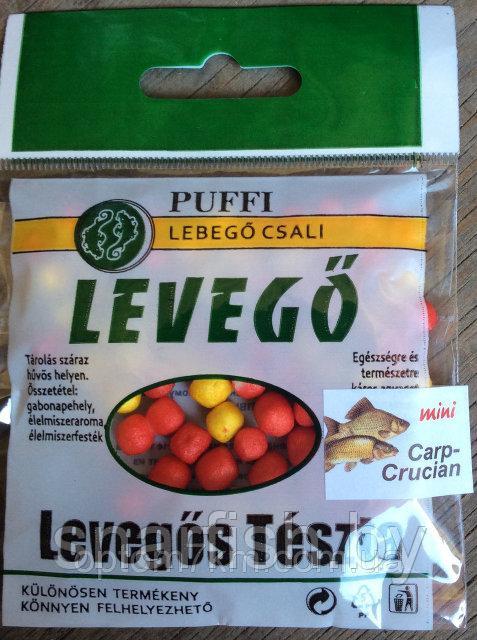 PUFFI
LEBEGŐ CSALI
LEVEGŐ
Tárolás száraz
hűvös helyen.
Összetétel:
gabonapehely,
élelmiszeraroma,
élelmiszerfesték
Egészségre és
természetre
mini
Carp-
Crucian
Levegős Tészta
KÜLÖNÖSEN TERMÉKENY
KÖNNYEN FELHELYEZHETŐ